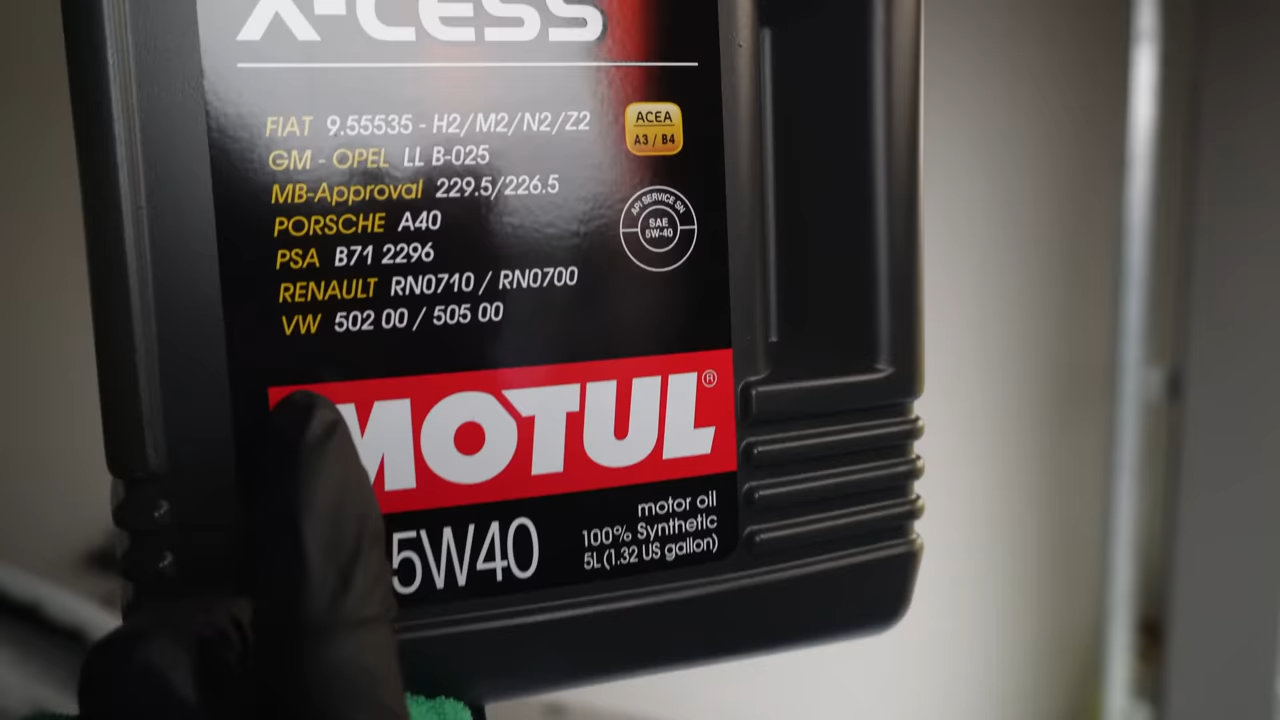 X-CESS
FIAT 9.55535 - H2/M2/N2/Z2
GM - OPEL LL B-025
MB-Approval 229.5/226.5
PORSCHE A40
PSA B71 2296
RENAULT RN0710 / RN0700
VW 502 00 / 505 00
ACEA
A3 / B4
API SERVICE SN
SAE
5W-40
MOTUL®
5W40
motor oil
100% Synthetic
5L (1.32 US gallon)